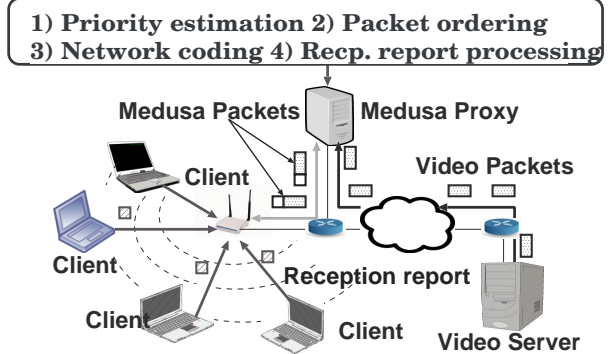 1) Priority estimation 2) Packet ordering
3) Network coding 4) Recp. report processing
Medusa Packets
Medusa Proxy
Client
Video Packets
Client
Reception report
Client
Client
Video Server